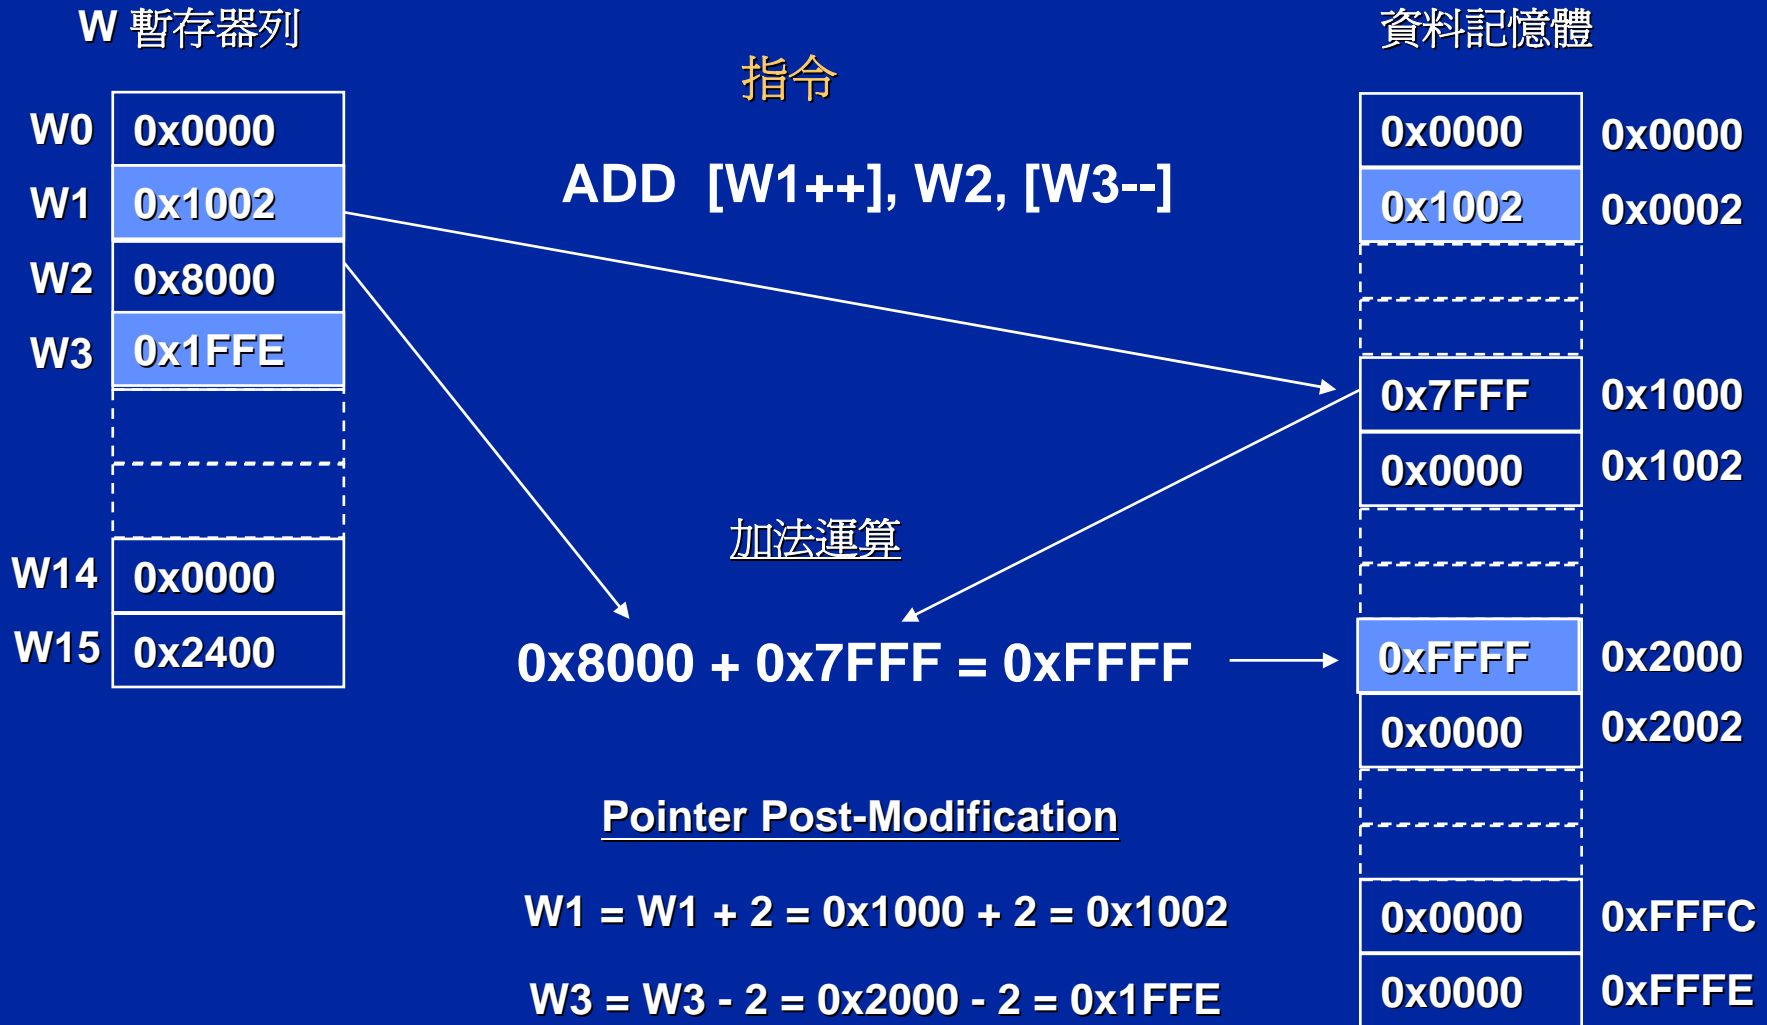 W 暫存器列
資料記憶體
指令
W0 0x0000
W1 0x1002
W2 0x8000
W3 0x1FFE
W14 0x0000
W15 0x2400
ADD [W1++], W2, [W3--]
加法運算
0x8000 + 0x7FFF = 0xFFFF
Pointer Post-Modification
W1 = W1 + 2 = 0x1000 + 2 = 0x1002
W3 = W3 - 2 = 0x2000 - 2 = 0x1FFE
0x0000 0x0000
0x1002 0x0002
0x7FFF 0x1000
0x0000 0x1002
0xFFFF 0x2000
0x0000 0x2002
0x0000 0xFFFC
0x0000 0xFFFE